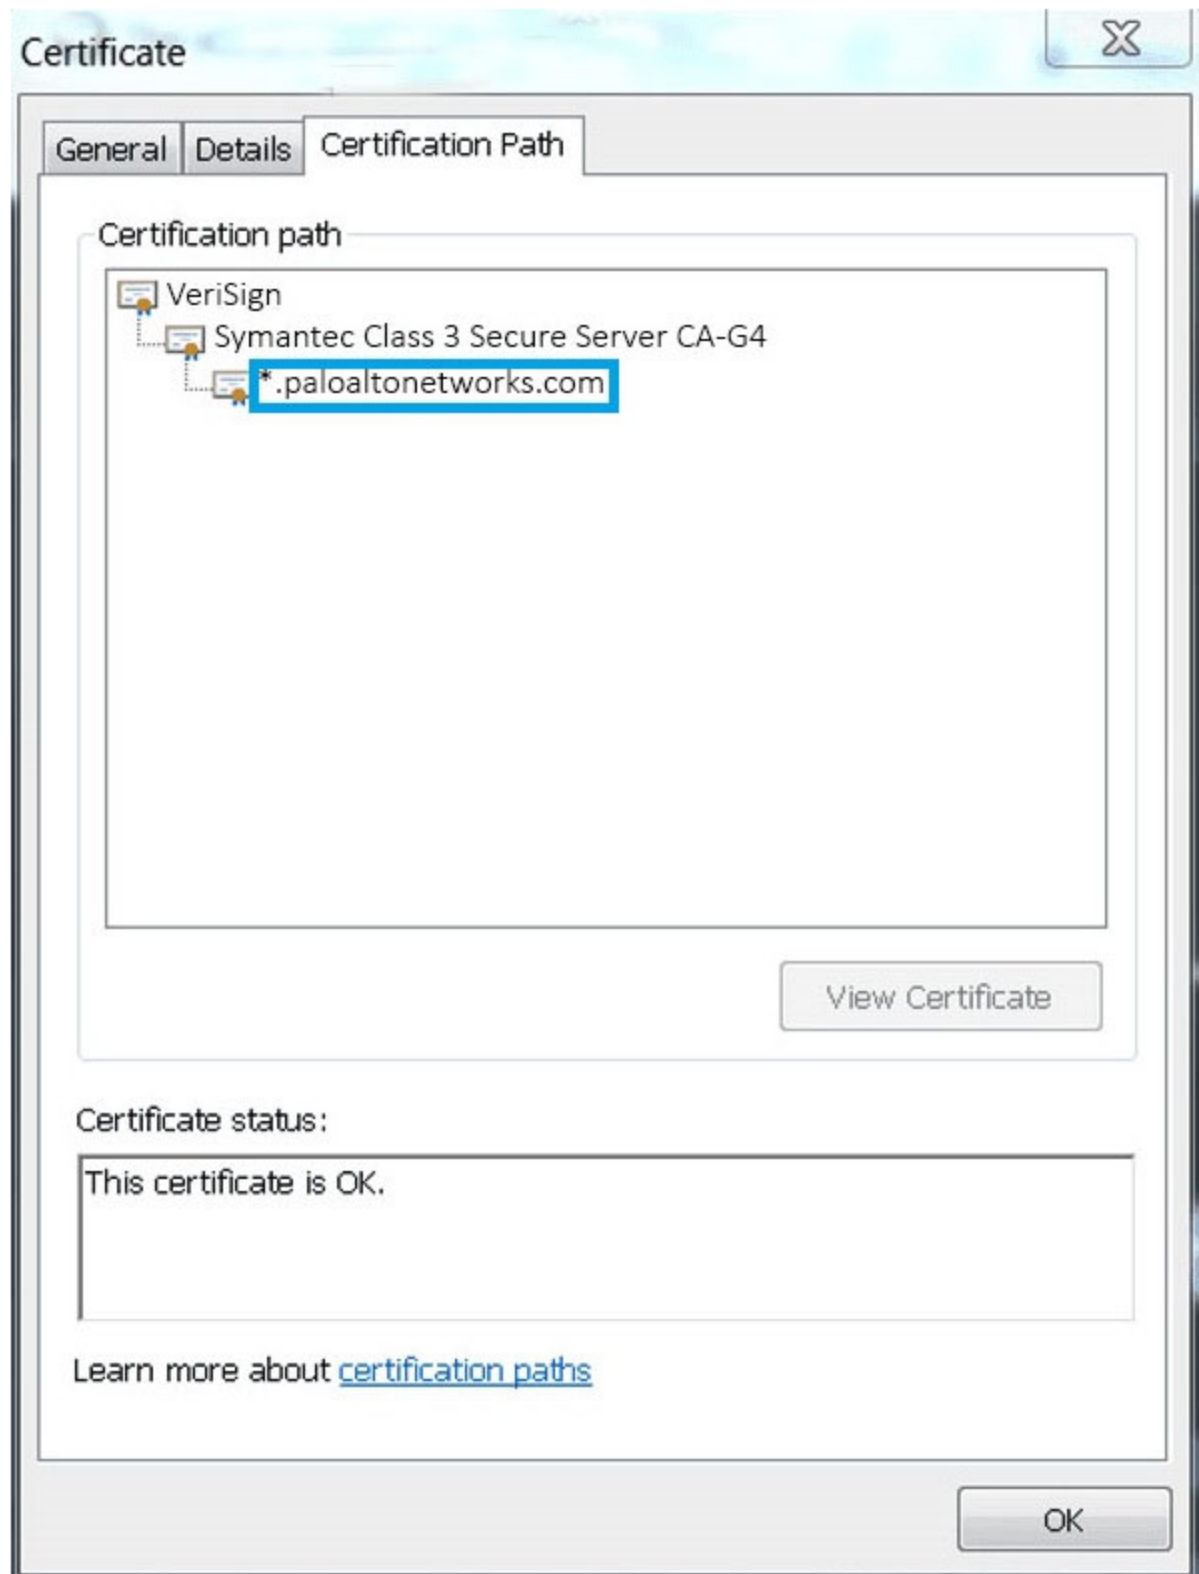 Certificate
General Details Certification Path
Certification path
VeriSign
Symantec Class 3 Secure Server CA-G4
*.paloaltonetworks.com
View Certificate
Certificate status:
This certificate is OK.
Learn more about certification paths
OK